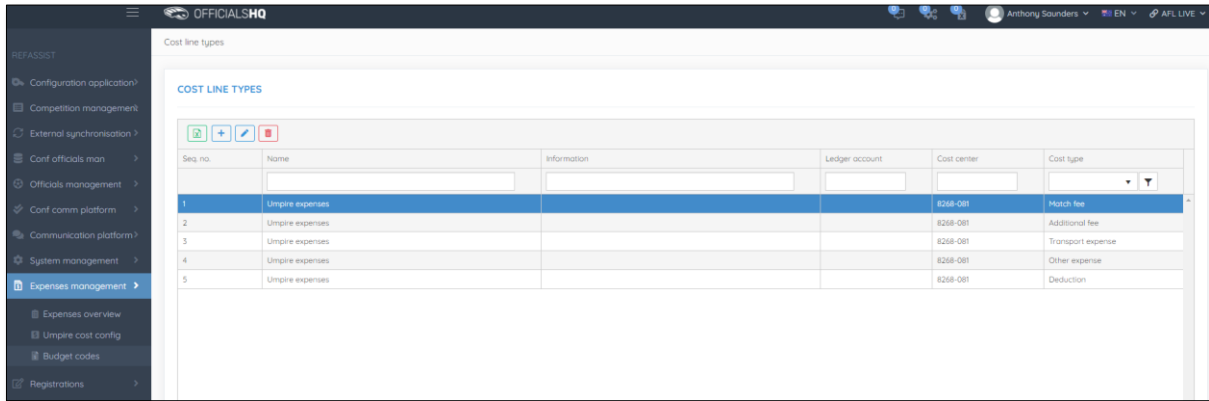 OFFICIALSHQ
Anthony Saunders
EN
AFL LIVE
Cost line types
REFASSIST
Configuration application
Competition management
External synchronisation
Conf officials man
Officials management
Conf comm platform
Communication platform
System management
Expenses management
Expenses overview
Umpire cost config
Budget codes
Registrations
COST LINE TYPES
Seq. no. Name Information Ledger account Cost center Cost type
1 Umpire expenses 8268-081 Match fee
2 Umpire expenses 8268-081 Additional fee
3 Umpire expenses 8268-081 Transport expense
4 Umpire expenses 8268-081 Other expense
5 Umpire expenses 8268-081 Deduction